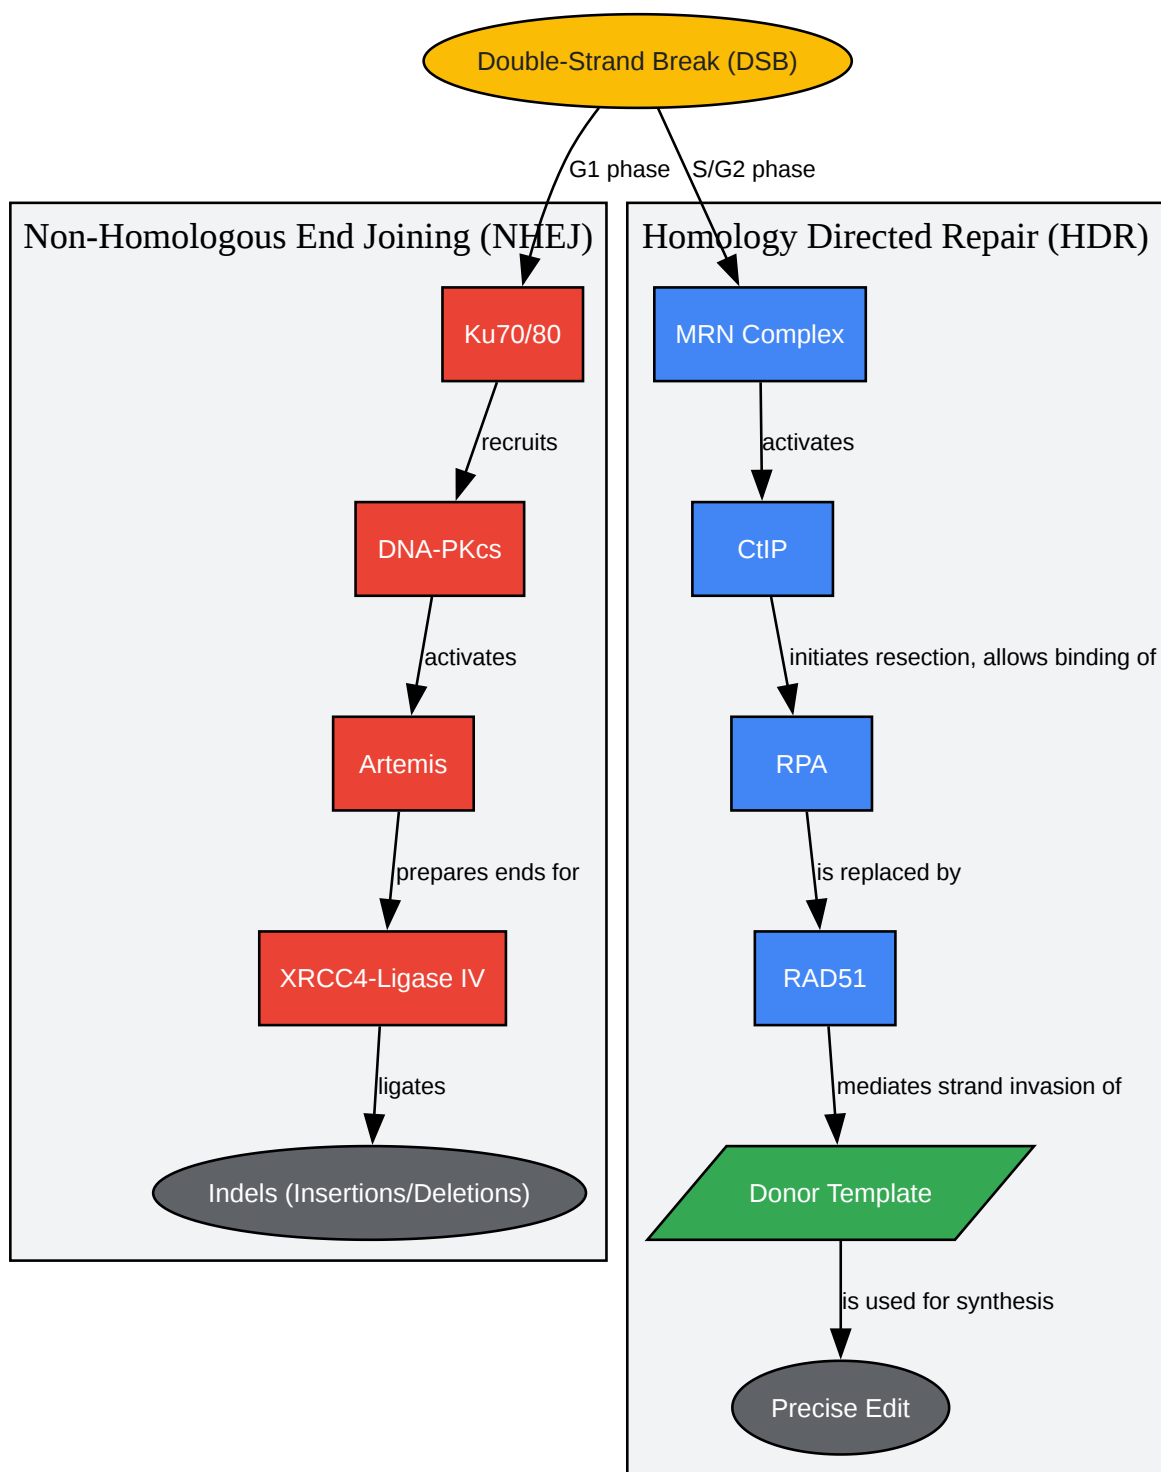 Double-Strand Break (DSB)
G1 phase
S/G2 phase
Non-Homologous End Joining (NHEJ)
Homology Directed Repair (HDR)
Ku70/80
MRN Complex
recruits
activates
DNA-PKcs
CtIP
activates
initiates resection, allows binding of
Artemis
RPA
prepares ends for
is replaced by
XRCC4-Ligase IV
RAD51
ligates
mediates strand invasion of
Indels (Insertions/Deletions)
Donor Template
is used for synthesis
Precise Edit